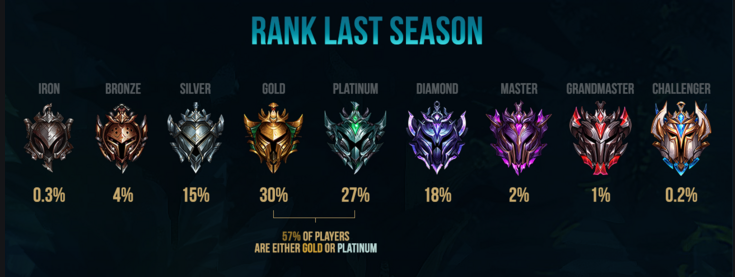 RANK LAST SEASON
IRON BRONZE SILVER GOLD PLATINUM DIAMOND MASTER GRANDMASTER CHALLENGER
0.3% 4% 15% 30% 27% 18% 2% 1% 0.2%
57% OF PLAYERS
ARE EITHER GOLD OR PLATINUM